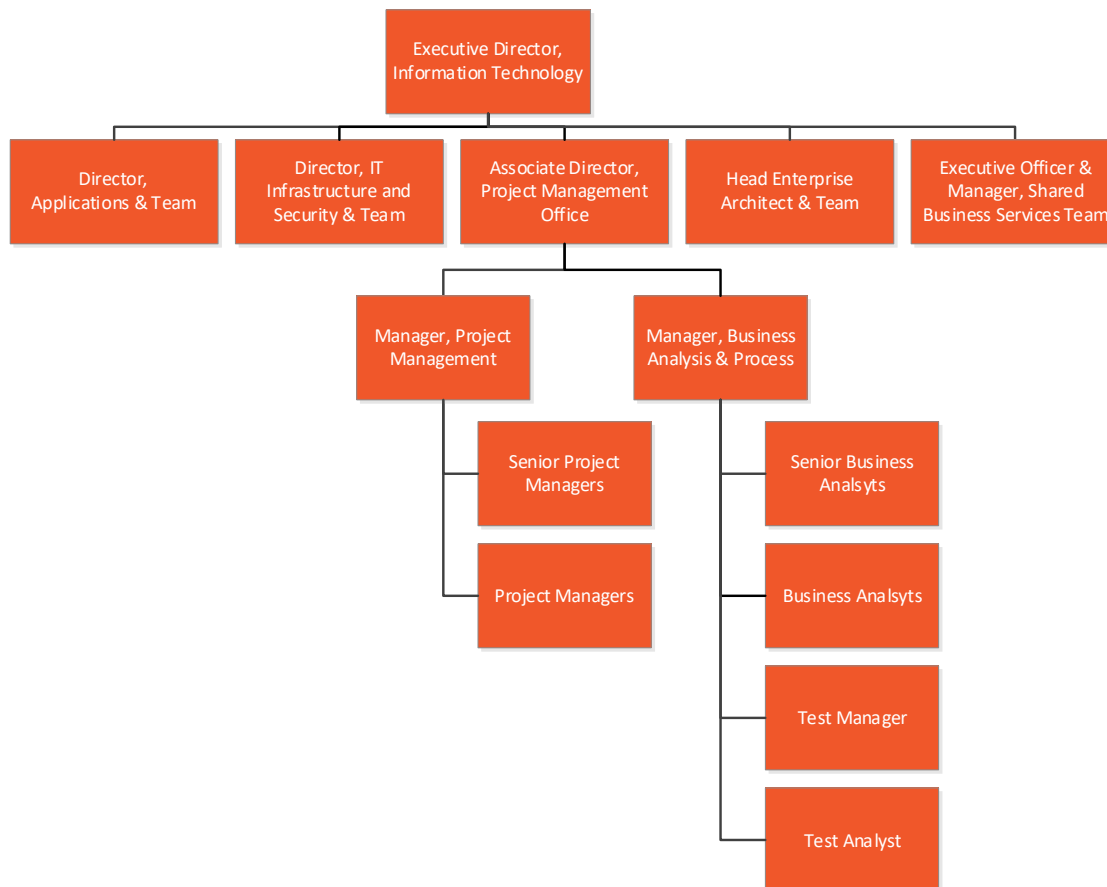 Executive Director,
Information Technology
Director,
Applications & Team
Director, IT
Infrastructure and
Security & Team
Associate Director,
Project Management
Office
Head Enterprise
Architect & Team
Executive Officer &
Manager, Shared
Business Services Team
Manager, Project
Management
Manager, Business
Analysis & Process
Senior Project
Managers
Senior Business
Analsyts
Project Managers
Business Analsyts
Test Manager
Test Analyst